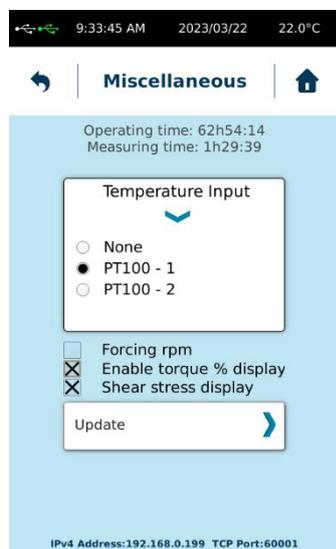 9:33:45 AM 2023/03/22 22.0°C
Miscellaneous
Operating time: 62h54:14
Measuring time: 1h29:39
Temperature Input
None
PT100 - 1
PT100 - 2
Forcing rpm
Enable torque % display
Shear stress display
Update
IPv4 Address:192.168.0.199 TCP Port:60001